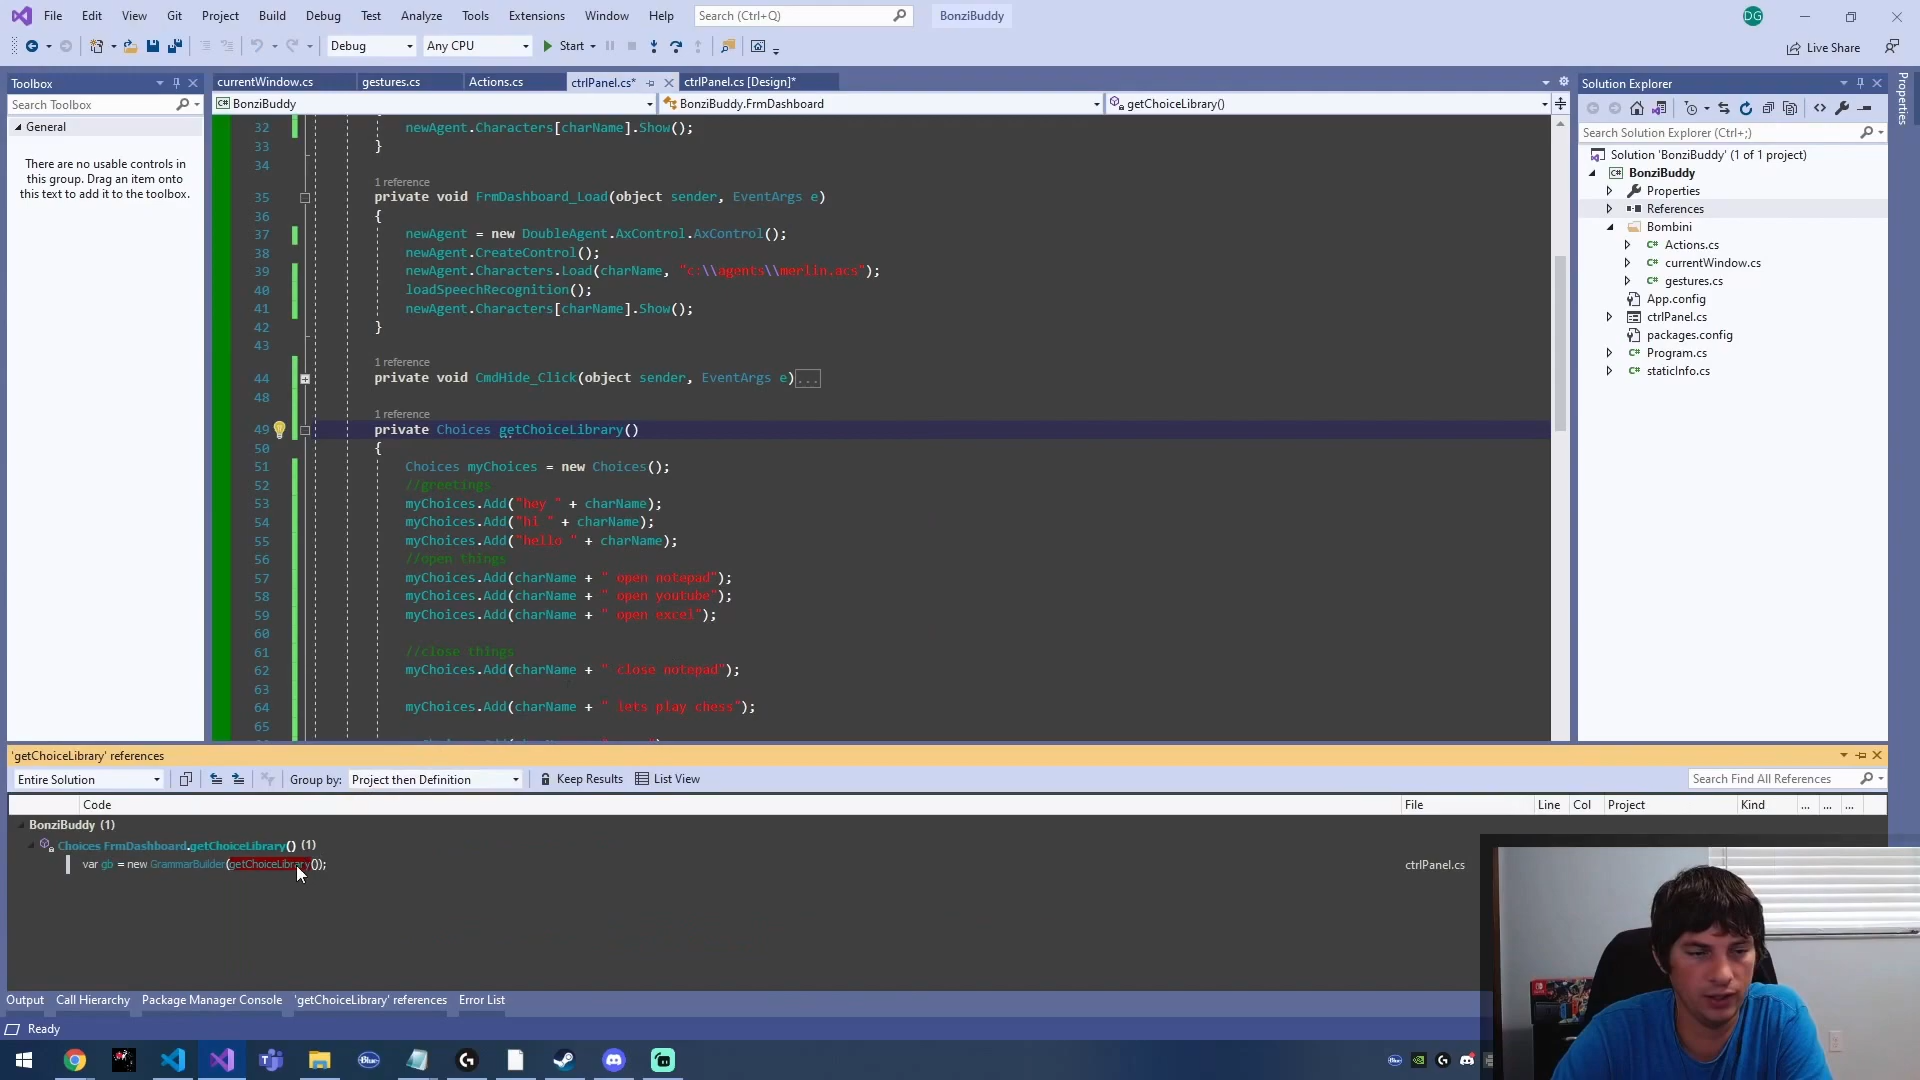 File Edit View Git Project Build Debug Test Analyze Tools Extensions Window Help Search (Ctrl+Q) BonziBuddy DG
Debug Any CPU Start Live Share
Toolbox
Search Toolbox
General
There are no usable controls in
this group. Drag an item onto
this text to add it to the toolbox.
currentWindow.cs gestures.cs Actions.cs ctrlPanel.cs* ctrlPanel.cs [Design]*
BonziBuddy BonziBuddy.FrmDashboard getChoiceLibrary()
32 newAgent.Characters[charName].Show();
33 }
34
1 reference
35 private void FrmDashboard_Load(object sender, EventArgs e)
36 {
37 newAgent = new DoubleAgent.AxControl.AxControl();
38 newAgent.CreateControl();
39 newAgent.Characters.Load(charName, "c:\\agents\\merlin.acs");
40 loadSpeechRecognition();
41 newAgent.Characters[charName].Show();
42 }
43
1 reference
44 private void CmdHide_Click(object sender, EventArgs e)...
48
1 reference
49 private Choices getChoiceLibrary()
50 {
51 Choices myChoices = new Choices();
52 //greetings
53 myChoices.Add("hey " + charName);
54 myChoices.Add("hi " + charName);
55 myChoices.Add("hello " + charName);
56 //open things
57 myChoices.Add(charName + " open notepad");
58 myChoices.Add(charName + " open youtube");
59 myChoices.Add(charName + " open excel");
60
61 //close things
62 myChoices.Add(charName + " close notepad");
63
64 myChoices.Add(charName + " lets play chess");
65
Solution Explorer
Search Solution Explorer (Ctrl+;)
Solution 'BonziBuddy' (1 of 1 project)
BonziBuddy
Properties
References
Bombini
Actions.cs
currentWindow.cs
gestures.cs
App.config
ctrlPanel.cs
packages.config
Program.cs
staticInfo.cs
Properties
'getChoiceLibrary' references
Entire Solution Group by: Project then Definition Keep Results List View Search Find All References
Code File Line Col Project Kind ... ... ...
BonziBuddy (1)
Choices FrmDashboard.getChoiceLibrary() (1)
var gb = new GrammarBuilder(getChoiceLibrary()); ctrlPanel.cs
Output Call Hierarchy Package Manager Console 'getChoiceLibrary' references Error List
Ready